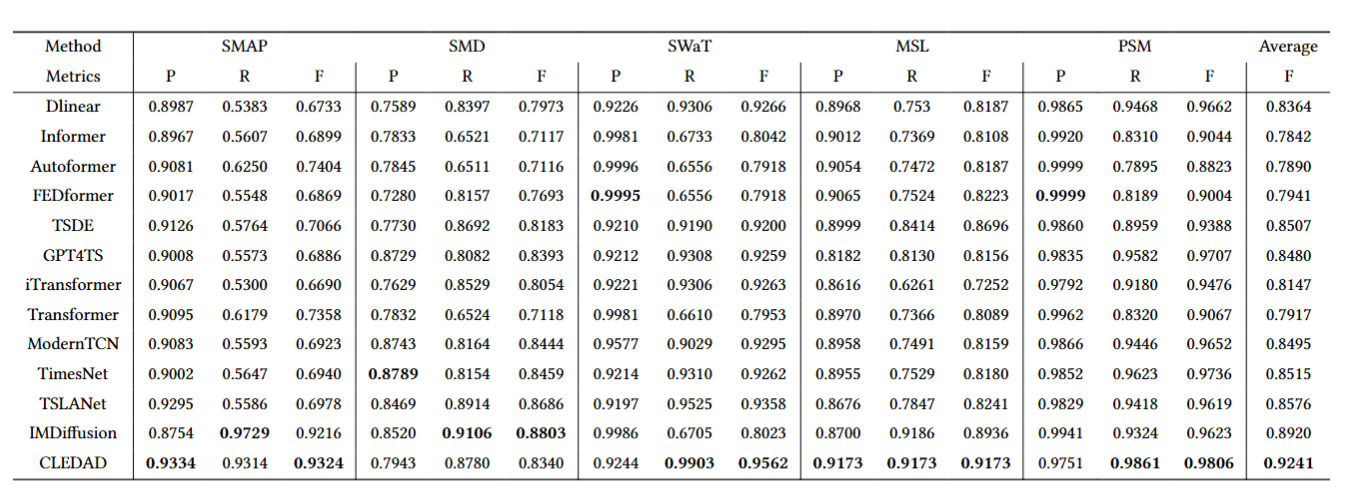 Method SMAP SMD SWaT MSL PSM Average
Metrics P R F P R F P R F P R F P R F F
Dlinear 0.8987 0.5383 0.6733 0.7589 0.8397 0.7973 0.9226 0.9306 0.9266 0.8968 0.753 0.8187 0.9865 0.9468 0.9662 0.8364
Informer 0.8967 0.5607 0.6899 0.7833 0.6521 0.7117 0.9981 0.6733 0.8042 0.9012 0.7369 0.8108 0.9920 0.8310 0.9044 0.7842
Autoformer 0.9081 0.6250 0.7404 0.7845 0.6511 0.7116 0.9996 0.6556 0.7918 0.9054 0.7472 0.8187 0.9999 0.7895 0.8823 0.7890
FEDformer 0.9017 0.5548 0.6869 0.7280 0.8157 0.7693 0.9995 0.6556 0.7918 0.9065 0.7524 0.8223 0.9999 0.8189 0.9004 0.7941
TSDE 0.9126 0.5764 0.7066 0.7730 0.8692 0.8183 0.9210 0.9190 0.9200 0.8999 0.8414 0.8696 0.9860 0.8959 0.9388 0.8507
GPT4TS 0.9008 0.5573 0.6886 0.8729 0.8082 0.8393 0.9212 0.9308 0.9259 0.8182 0.8130 0.8156 0.9835 0.9582 0.9707 0.8480
iTransformer 0.9067 0.5300 0.6690 0.7629 0.8529 0.8054 0.9221 0.9306 0.9263 0.8616 0.6261 0.7252 0.9792 0.9180 0.9476 0.8147
Transformer 0.9095 0.6179 0.7358 0.7832 0.6524 0.7118 0.9981 0.6610 0.7953 0.8970 0.7366 0.8089 0.9962 0.8320 0.9067 0.7917
ModernTCN 0.9083 0.5593 0.6923 0.8743 0.8164 0.8444 0.9577 0.9029 0.9295 0.8958 0.7491 0.8159 0.9866 0.9446 0.9652 0.8495
TimesNet 0.9002 0.5647 0.6940 0.8789 0.8154 0.8459 0.9214 0.9310 0.9262 0.8955 0.7529 0.8180 0.9852 0.9623 0.9736 0.8515
TSLANet 0.9295 0.5586 0.6978 0.8469 0.8914 0.8686 0.9197 0.9525 0.9358 0.8676 0.7847 0.8241 0.9829 0.9418 0.9619 0.8576
IMDiffusion 0.8754 0.9729 0.9216 0.8520 0.9106 0.8803 0.9986 0.6705 0.8023 0.8700 0.9186 0.8936 0.9941 0.9324 0.9623 0.8920
CLEDAD 0.9334 0.9314 0.9324 0.7943 0.8780 0.8340 0.9244 0.9903 0.9562 0.9173 0.9173 0.9173 0.9751 0.9861 0.9806 0.9241